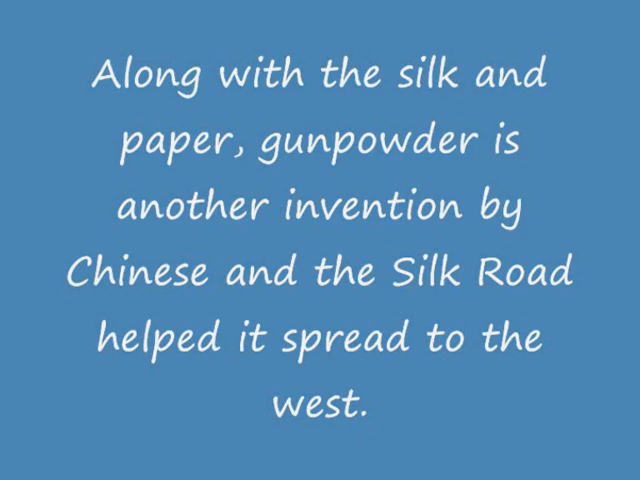 Along with the silk and
paper, gunpowder is
another invention by
Chinese and the Silk Road
helped it spread to the
west.